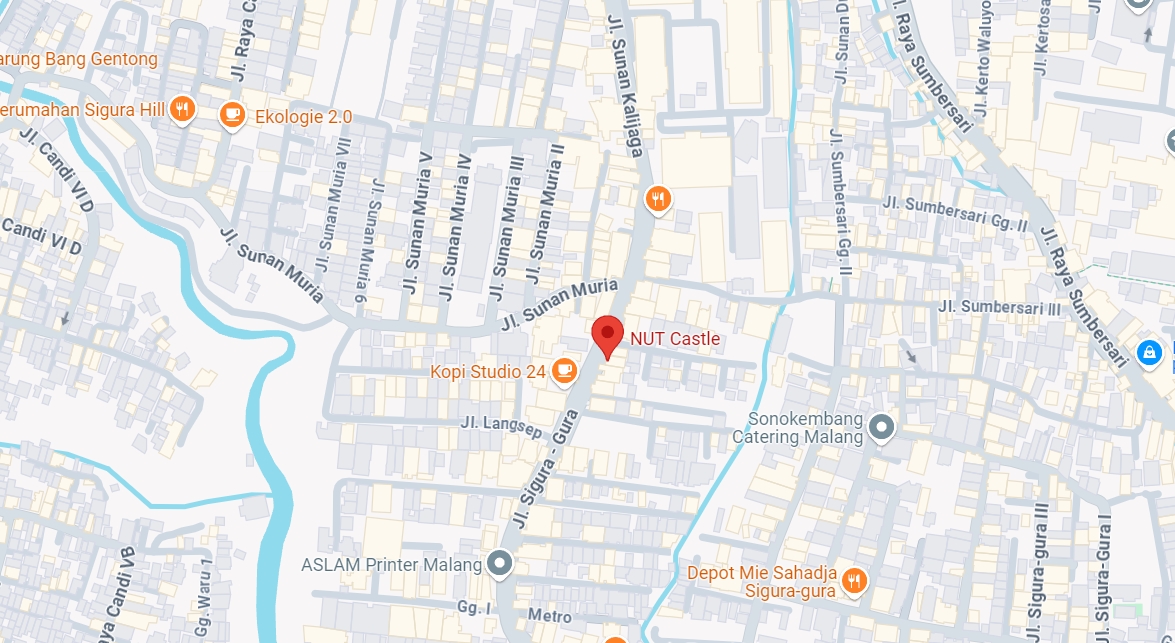 Jl. Raya Ca
Jl. Sunan Kalijaga
Jl. Raya Sumbersari
Jl. Kerto Waluyo
Jl. Kertosa
Jl. Suna
arung Bang Gentong
erumahan Sigura Hill
Ekologie 2.0
Jl. Candi VI D
Candi VI D
Jl. Sunan Muria VII
Jl. Sunan Muria 6
Jl. Sunan Muria V
Jl. Sunan Muria IV
Jl. Sunan Muria III
Jl. Sunan Muria II
Jl. Sumbersari Gg. II
Jl. Sumbersari Gg. II
Jl. Raya Sumbersari
Jl. Sunan Muria
Jl. Sunan Muria
Jl. Sumbersari III
NUT Castle
Kopi Studio 24
Jl. Langsep
Jl. Sigura - Gura
Sonokembang
Catering Malang
ASLAM Printer Malang
Depot Mie Sahadja
Sigura-gura
Jl. Sigura-gura III
Jl. Sigura-Gura I
aya Candi VB
Gg. Waru 1
Gg. I
Metro